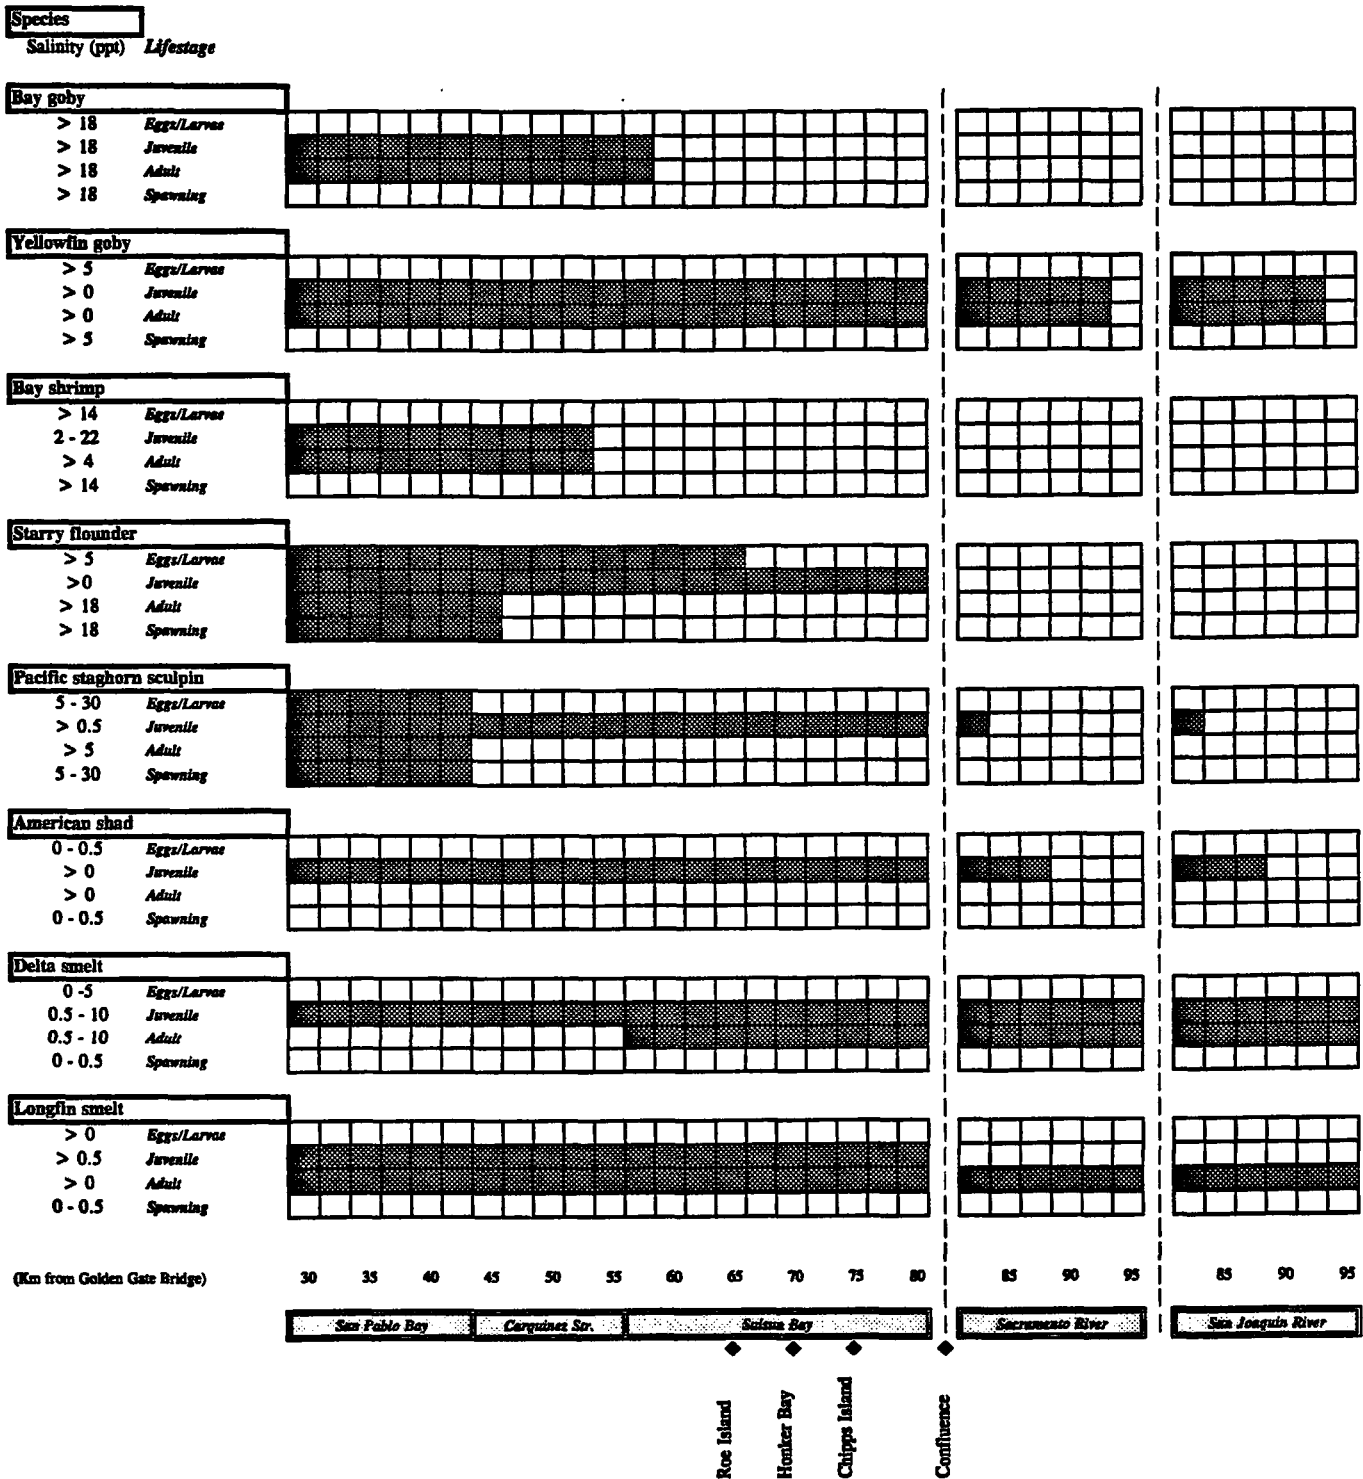 Species
Salinity (ppt) Lifestage
Bay goby
> 18 Eggs/Larvae
> 18 Juvenile
> 18 Adult
> 18 Spawning
Yellowfin goby
> 5 Eggs/Larvae
> 0 Juvenile
> 0 Adult
> 5 Spawning
Bay shrimp
> 14 Eggs/Larvae
2 - 22 Juvenile
> 4 Adult
> 14 Spawning
Starry flounder
> 5 Eggs/Larvae
>0 Juvenile
> 18 Adult
> 18 Spawning
Pacific staghorn sculpin
5 - 30 Eggs/Larvae
> 0.5 Juvenile
> 5 Adult
5 - 30 Spawning
American shad
0 - 0.5 Eggs/Larvae
> 0 Juvenile
> 0 Adult
0 - 0.5 Spawning
Delta smelt
0 -5 Eggs/Larvae
0.5 - 10 Juvenile
0.5 - 10 Adult
0 - 0.5 Spawning
Longfin smelt
> 0 Eggs/Larvae
> 0.5 Juvenile
> 0 Adult
0 - 0.5 Spawning
(Km from Golden Gate Bridge) 30 35 40 45 50 55 60 65 70 75 80 85 90 95 85 90 95
San Pablo Bay Carquinez Str. Suisun Bay Sacramento River San Joaquin River
Roe Island
Honker Bay
Chipps Island
Confluence